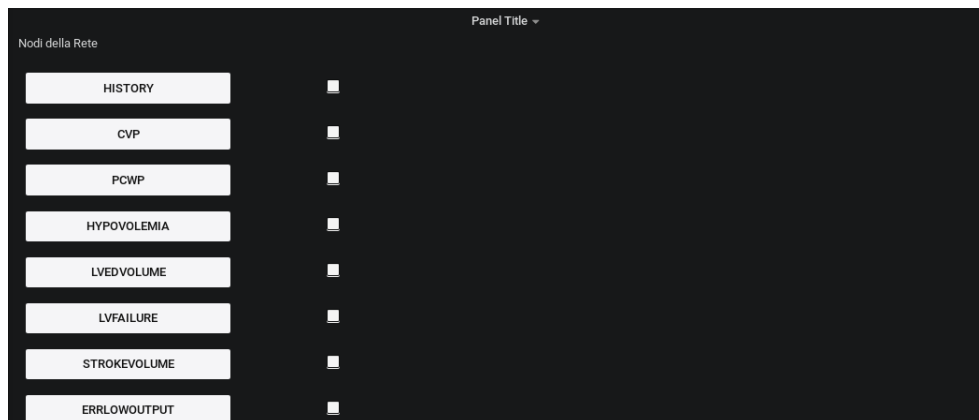 Panel Title
Nodi della Rete
HISTORY
CVP
PCWP
HYPOVOLEMIA
LVEDVOLUME
LVFAILURE
STROKEVOLUME
ERRLOWOUTPUT